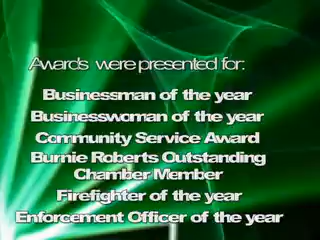 Awards were presented for:
Businessman of the year
Businesswoman of the year
Community Service Award
Burnie Roberts Outstanding
Chamber Member
Firefighter of the year
Enforcement Officer of the year